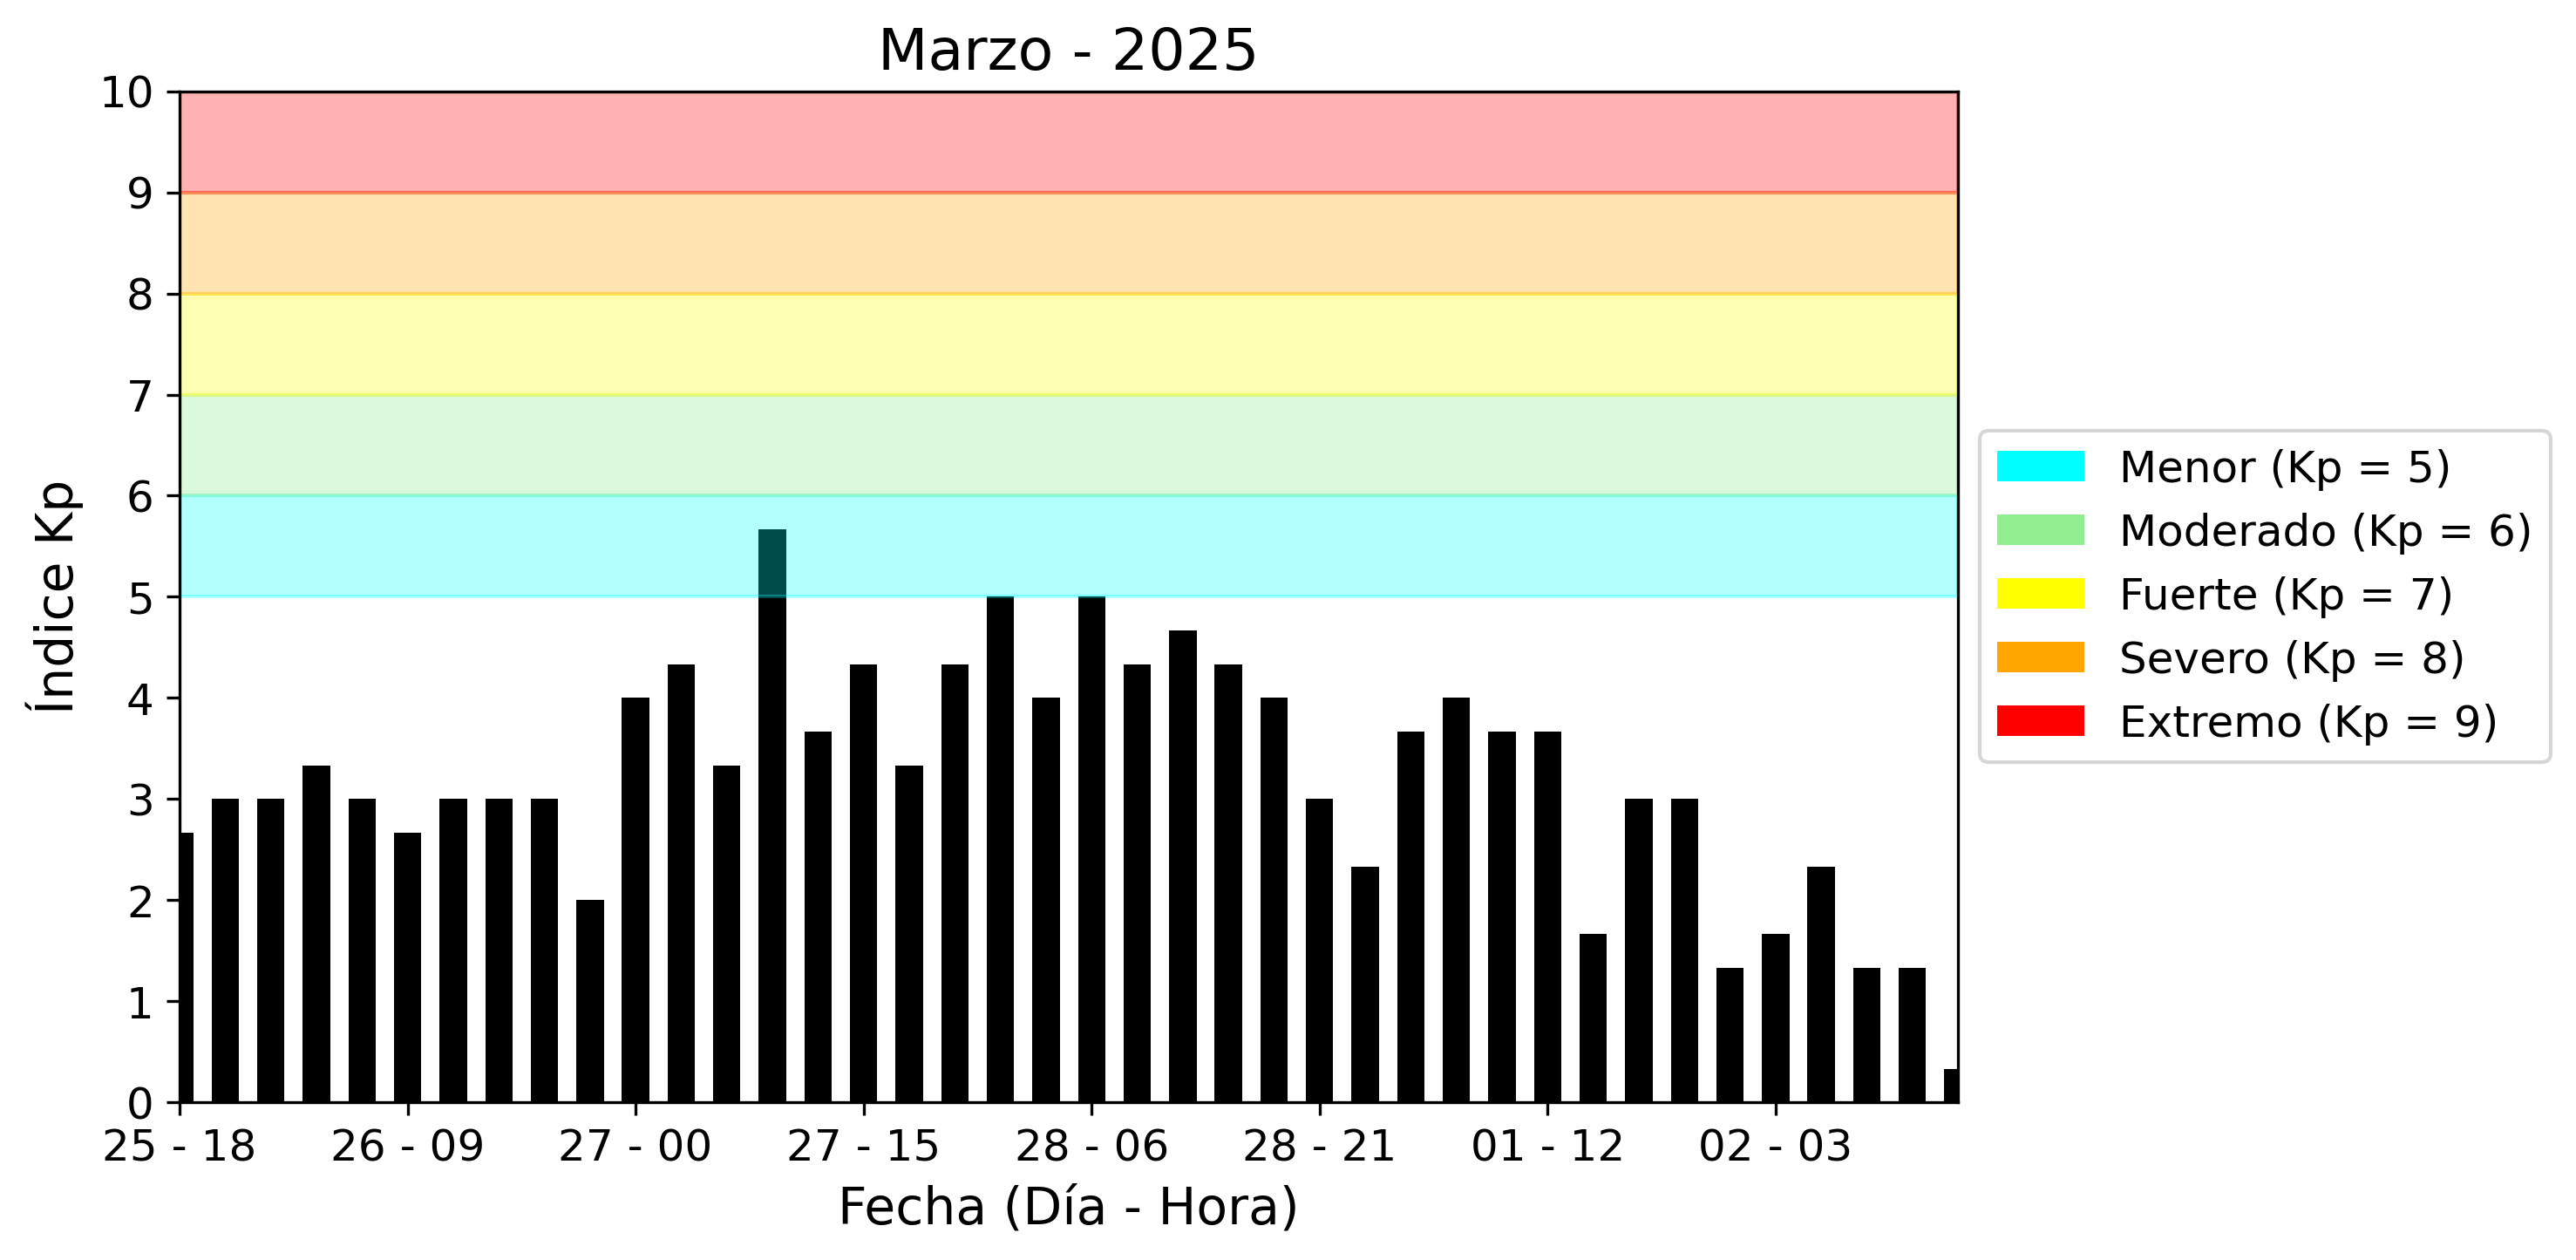 Marzo - 2025
10
9
8
7
6
5
4
3
2
1
0
Índice Kp
25 - 18
26 - 09
27 - 00
27 - 15
28 - 06
28 - 21
01 - 12
02 - 03
Fecha (Día - Hora)
Menor (Kp = 5)
Moderado (Kp = 6)
Fuerte (Kp = 7)
Severo (Kp = 8)
Extremo (Kp = 9)